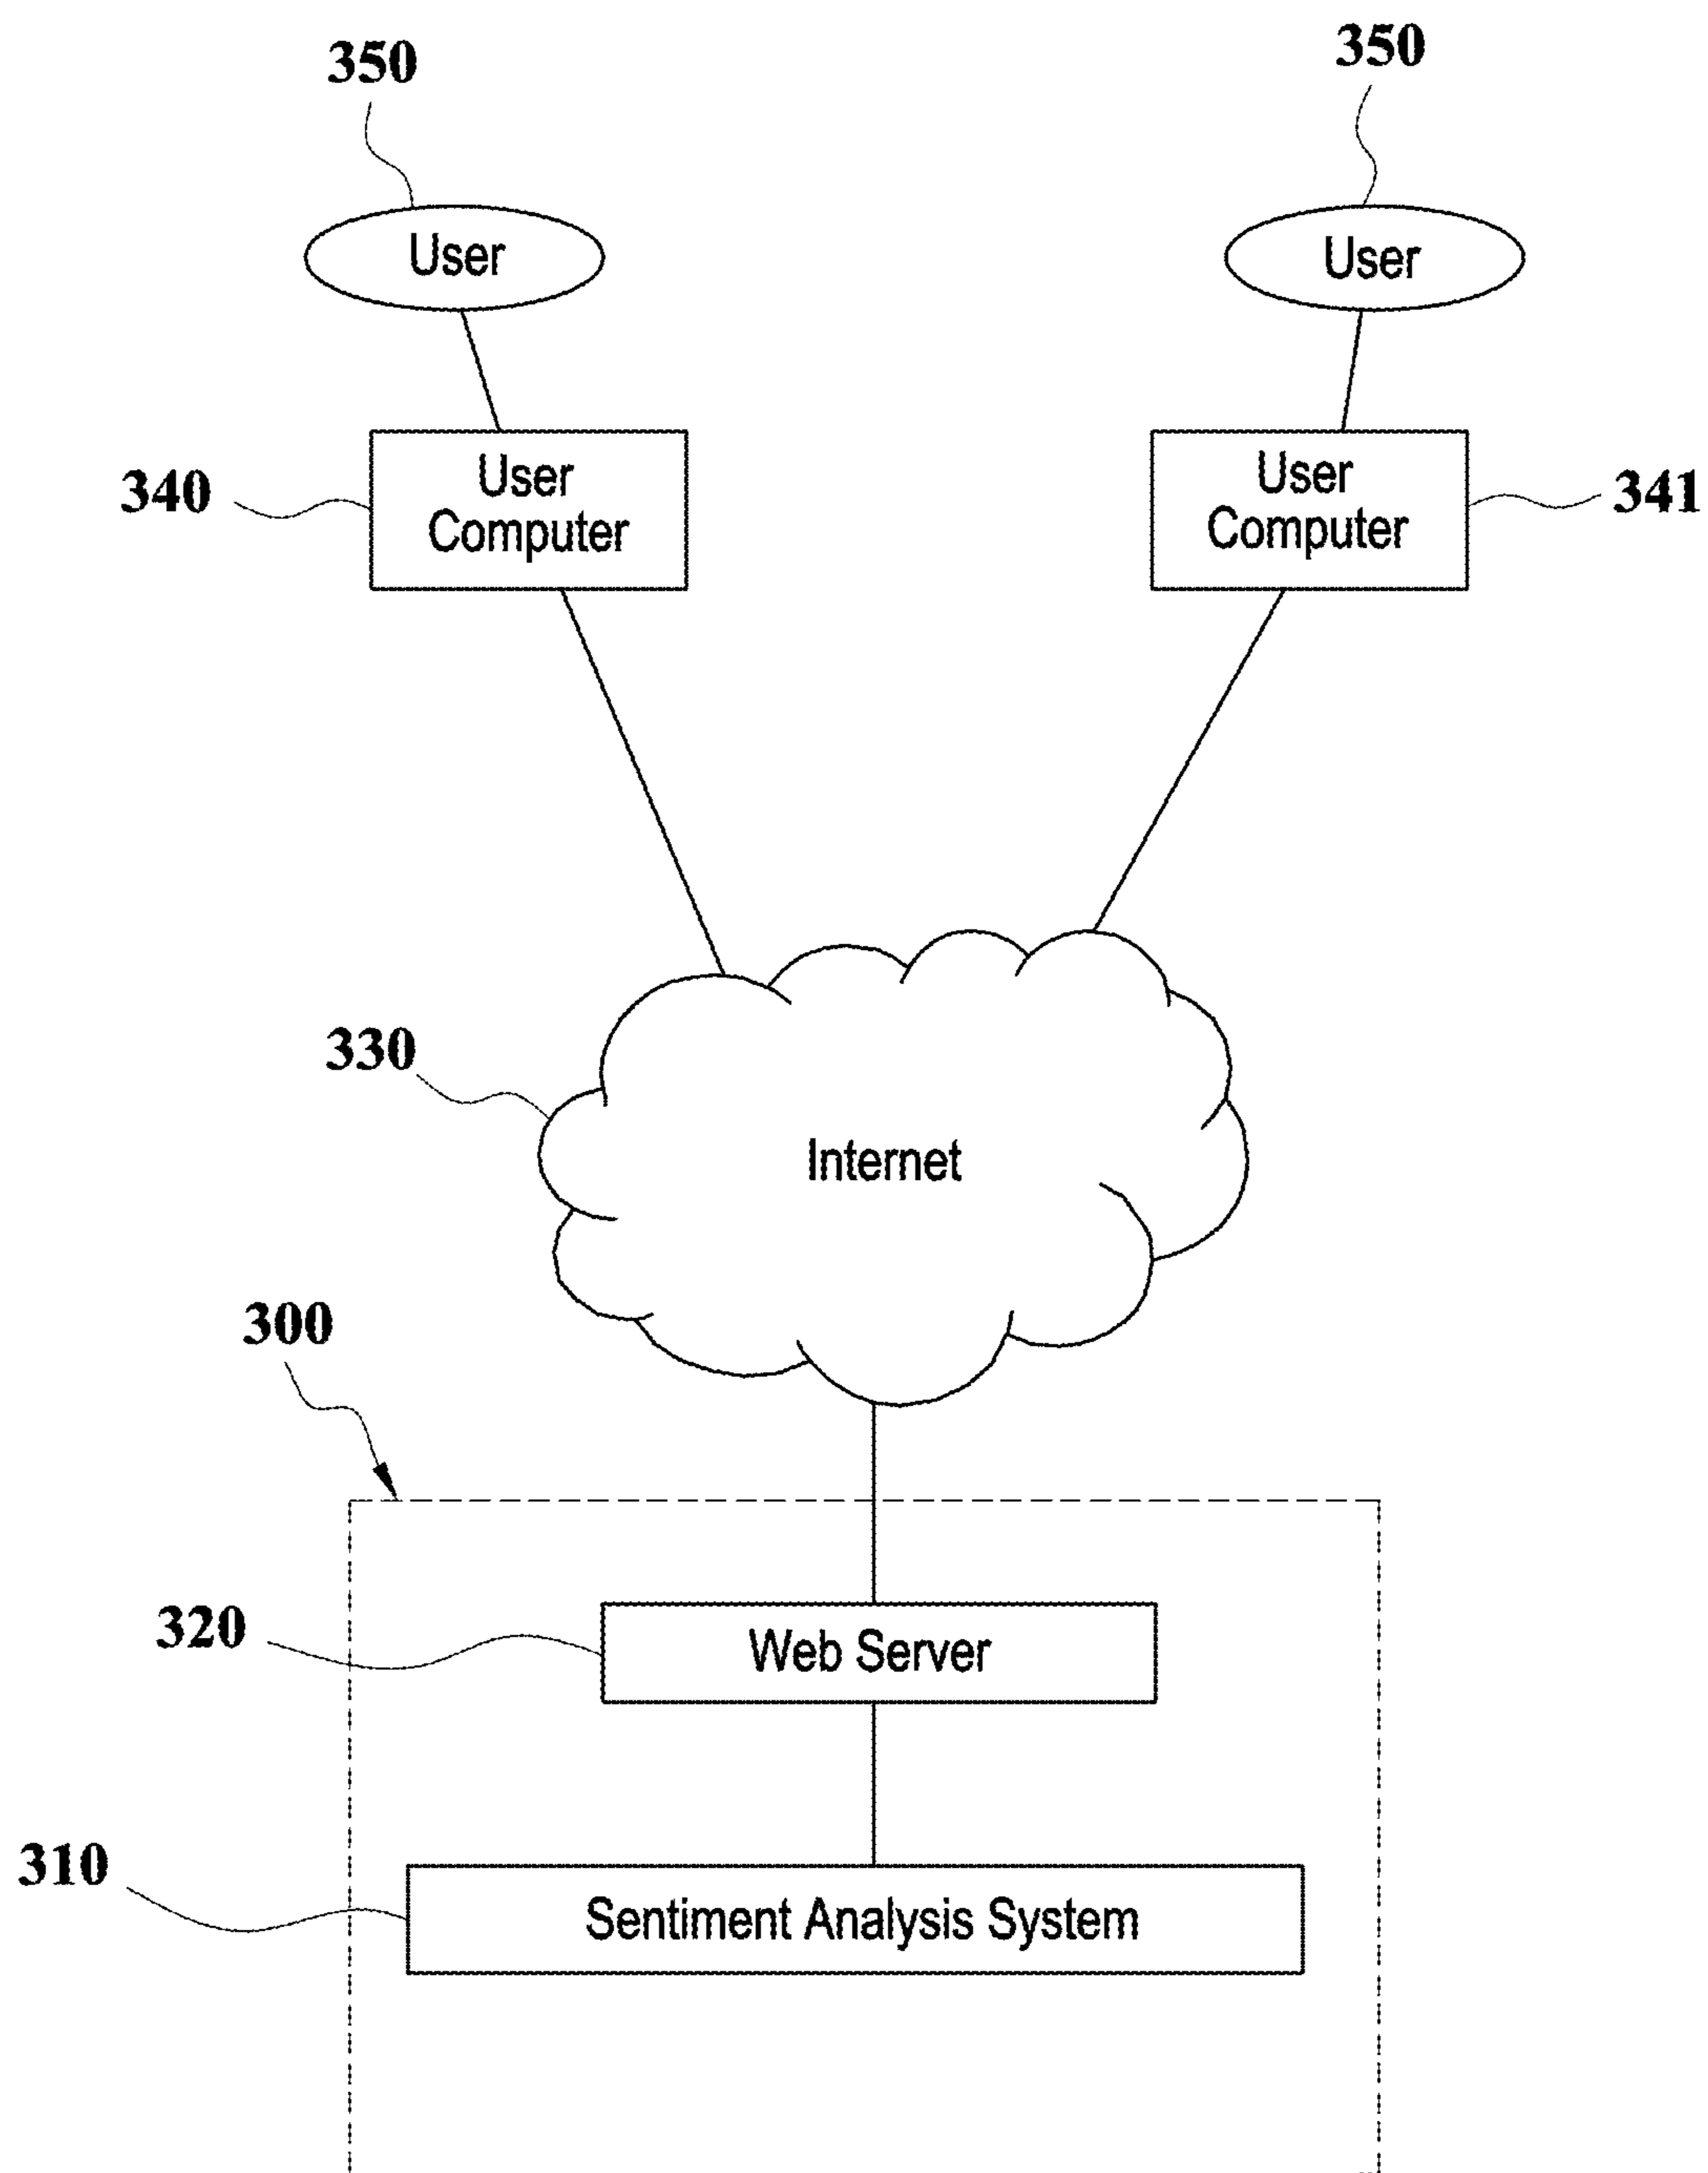 350
350
User
User
340
User
Computer
User
Computer
341
330
Internet
300
320
Web Server
310
Sentiment Analysis System